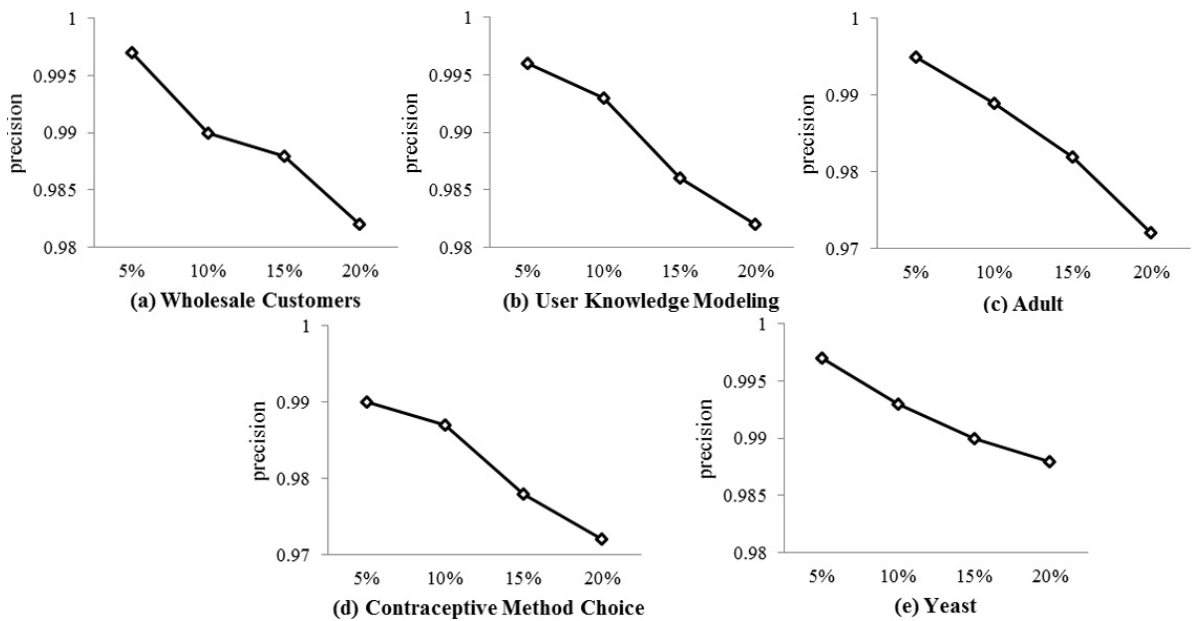 1
0.995
0.99
0.985
0.98
precision
5% 10% 15% 20%
(a) Wholesale Customers
1
0.995
0.99
0.985
0.98
precision
5% 10% 15% 20%
(b) User Knowledge Modeling
1
0.99
0.98
0.97
precision
5% 10% 15% 20%
(c) Adult
1
0.99
0.98
0.97
precision
5% 10% 15% 20%
(d) Contraceptive Method Choice
1
0.995
0.99
0.985
0.98
precision
5% 10% 15% 20%
(e) Yeast